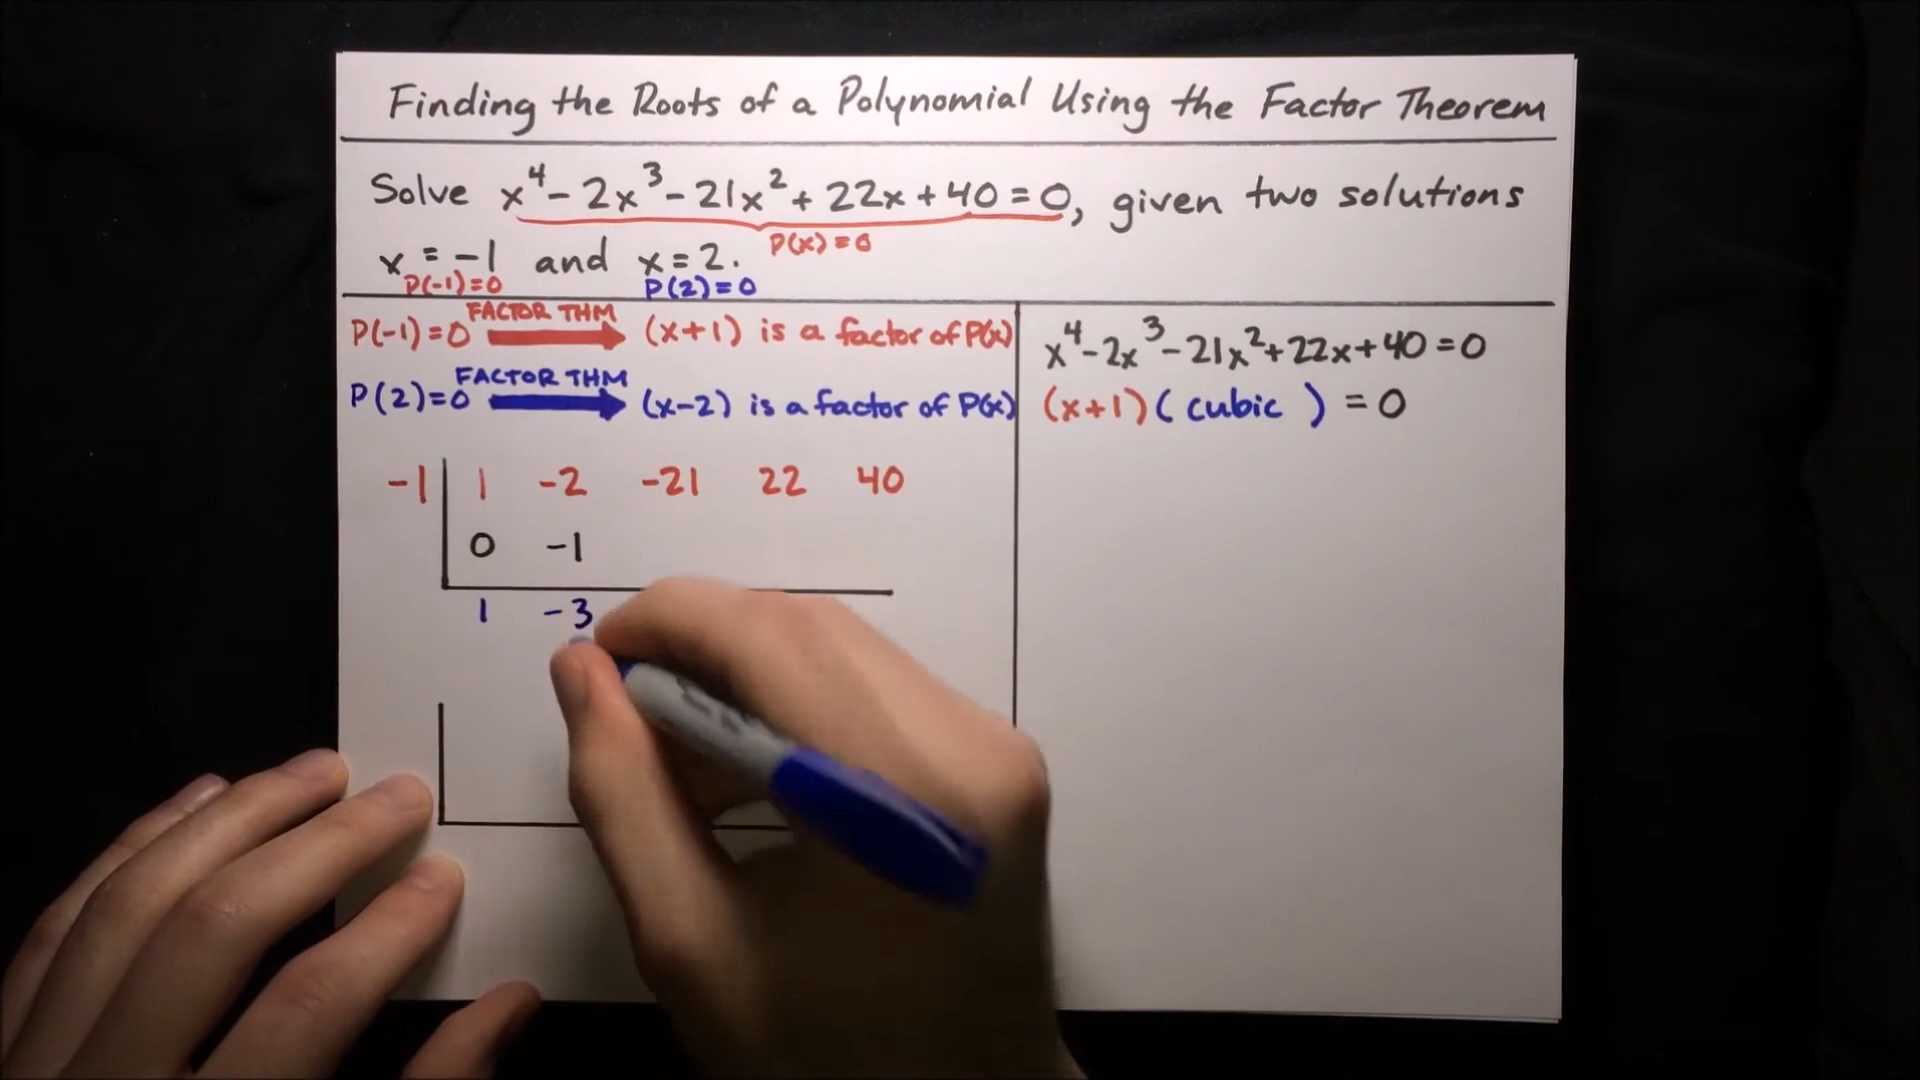 Finding the Roots of a Polynomial Using the Factor Theorem
Solve x⁴ - 2x³ - 21x² + 22x + 40 = 0, given two solutions
P(x) = 0
x = -1 and x = 2.
P(-1) = 0 P(2) = 0
FACTOR THM
P(-1) = 0 (x+1) is a factor of P(x)
FACTOR THM
P(2) = 0 (x-2) is a factor of P(x)
-1 1 -2 -21 22 40
0 -1
1 -3
x⁴ - 2x³ - 21x² + 22x + 40 = 0
(x+1)( cubic ) = 0